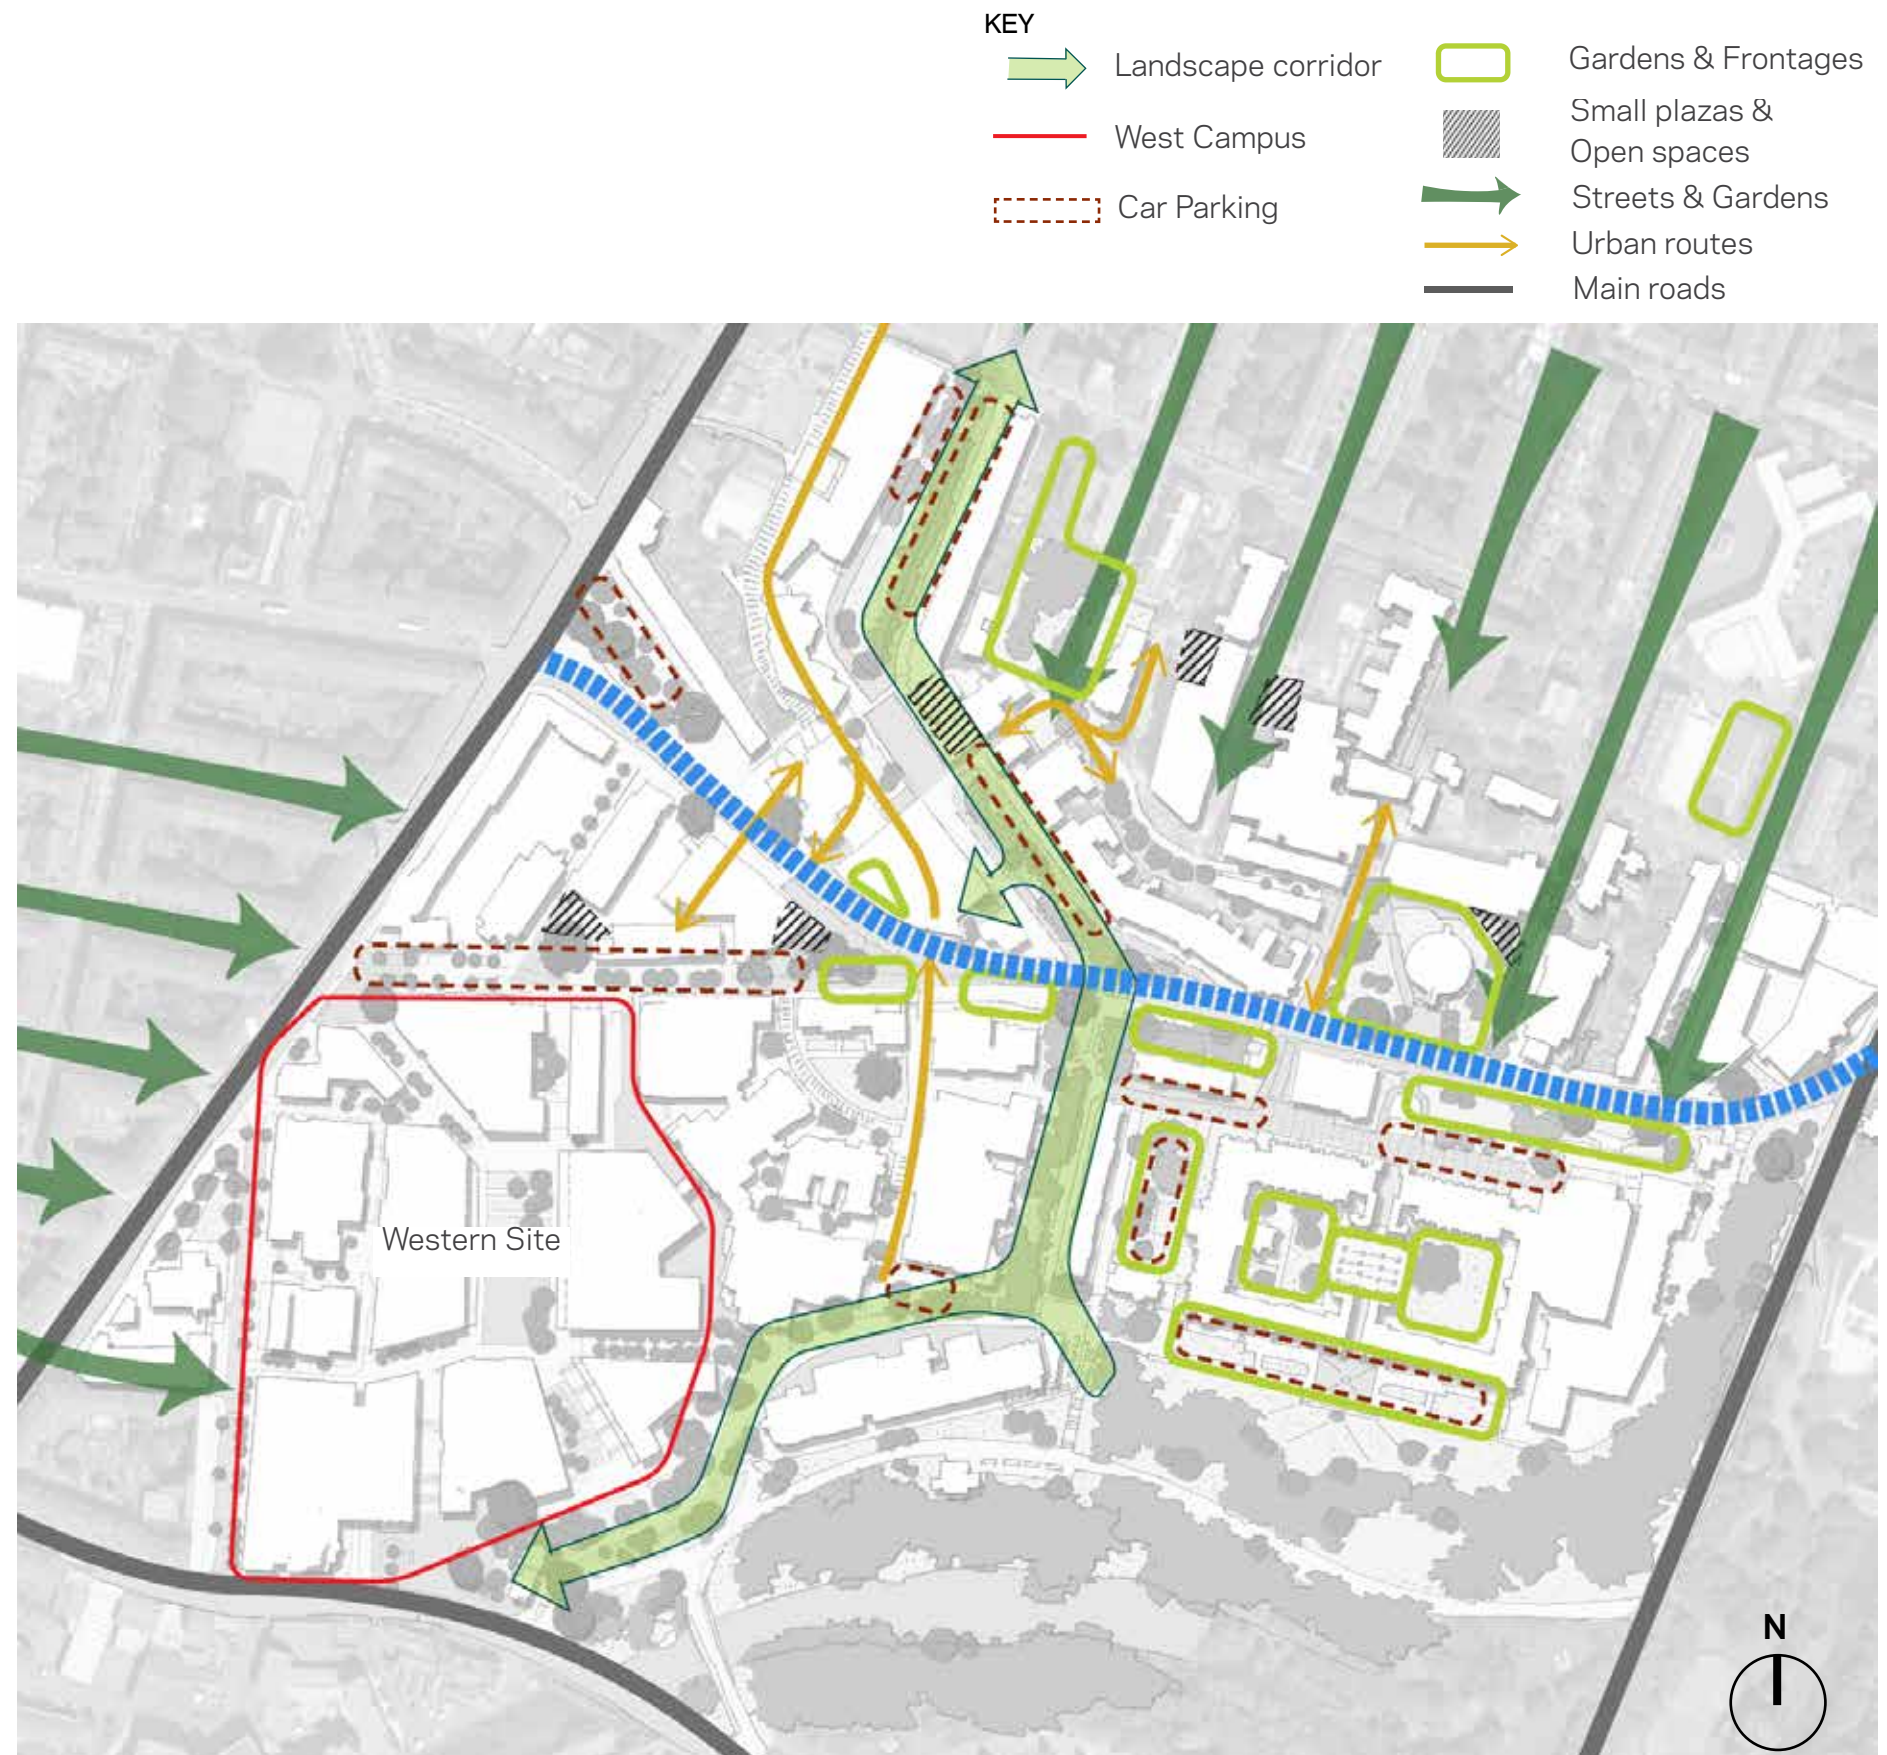 KEY
Landscape corridor
West Campus
Car Parking
Gardens & Frontages
Small plazas &
Open spaces
Streets & Gardens
Urban routes
Main roads
Western Site
N